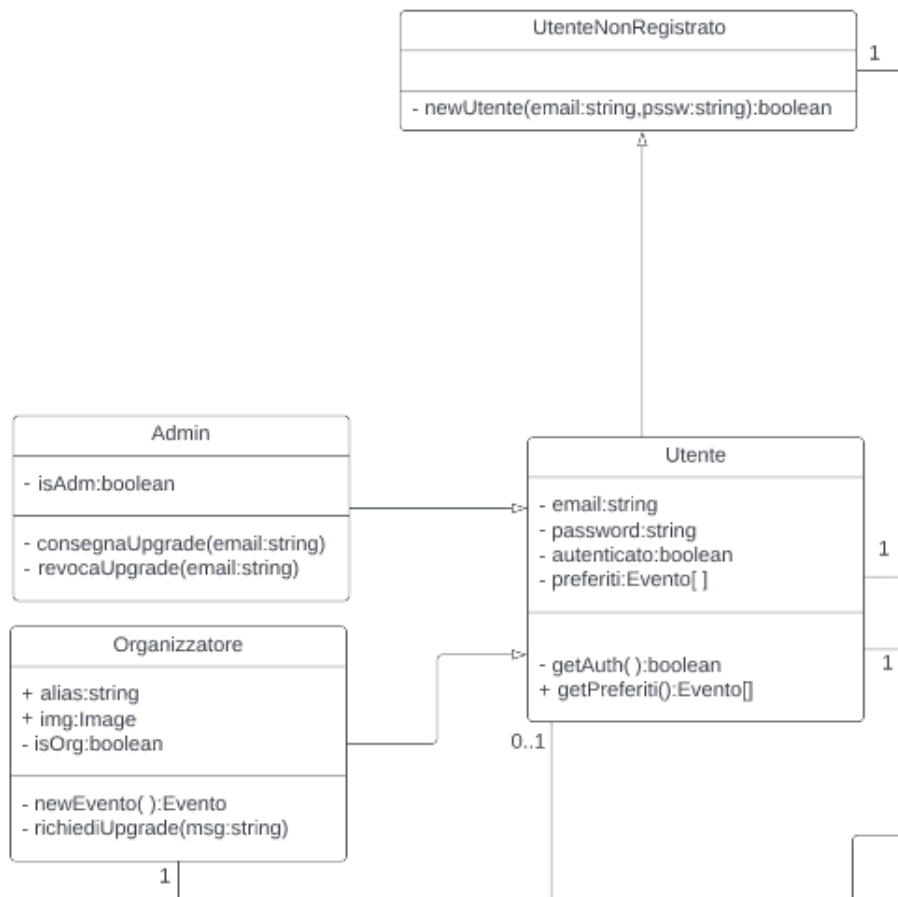 UtenteNonRegistrato
1
- newUtente(email:string,pssw:string):boolean
Admin
- isAdm:boolean
- consegnaUpgrade(email:string)
- revocaUpgrade(email:string)
Utente
- email:string
- password:string
- autenticato:boolean
- preferiti:Evento[ ]
1
- getAuth( ):boolean
+ getPreferiti():Evento[]
1
0..1
Organizzatore
+ alias:string
+ img:Image
- isOrg:boolean
- newEvento( ):Evento
- richiediUpgrade(msg:string)
1